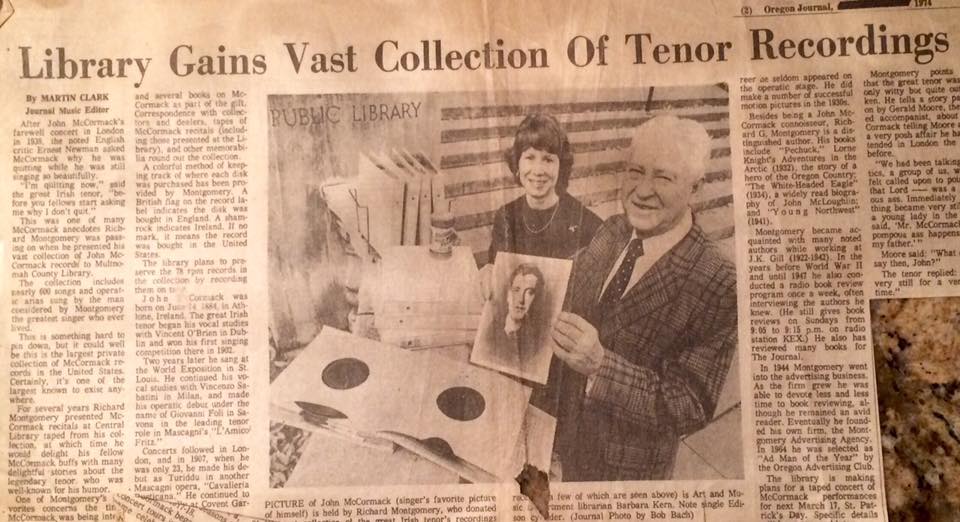 (2) Oregon Journal, 1974
Library Gains Vast Collection Of Tenor Recordings
By MARTIN CLARK
Journal Music Editor
After John McCormack's
farewell concert in London
in 1938, the noted English
critic Ernest Newman asked
McCormack why he was
quitting while he was still
singing so beautifully.
"I'm quitting now," said
the great Irish tenor, "be-
fore you fellows start asking
me why I don't quit."
This was one of many
McCormack anecdotes Rich-
ard Montgomery was pass-
ing on when he presented his
vast collection of John Mc-
Cormack records to Multno-
mah County Library.
The collection includes
nearly 600 songs and operat-
ic arias sung by the man
considered by Montgomery
the greatest singer who ever
lived.
This is something hard to
pin down, but it could well
be this is the largest private
collection of McCormack re-
cords in the United States.
Certainly, it's one of the
largest known to exist any-
where.
For several years Richard
Montgomery presented Mc-
Cormack recitals at Central
Library taped from his col-
lection, at which time he
would delight his fellow
McCormack buffs with many
delightful stories about the
legendary tenor who was
well-known for his humor.
One of Montgomery's
favorites concerns the tin
McCormack was being
and several books on Mc-
Cormack as part of the gift.
Correspondence with collec-
tors and dealers, tapes of
McCormack recitals (includ-
ing those presented at the Li-
brary), and other memorabi-
lia round out the collection.
A colorful method of keep-
ing track of where each disk
was purchased has been pro-
vided by Montgomery. A
British flag on the record la-
bel indicates the disk was
bought in England. A sham-
rock indicates Ireland. If no
mark, it means the record
was bought in the United
States.
The library plans to pre-
serve the 78 rpm records in
the collection by recording
them on
John Cormack was
born on June 14, 1884, in Ath-
lone, Ireland. The great Irish
tenor began his vocal studies
with Vincent O'Brien in Dub-
lin and won his first singing
competition there in 1902.
Two years later he sang at
the World Exposition in St.
Louis. He continued his vo-
cal studies with Vincenzo Sa-
batini in Milan, and made
his operatic debut under the
name of Giovanni Foli in Sa-
vona in the leading tenor
role in Mascagni's "L'Amico
Fritz."
Concerts followed in Lon-
don, and in 1907, when he
was only 23, he made his de-
but as Turiddu in another
Mascagni opera, "Cavalleria
He continued to
at Covent Gar-
PUBLIC LIBRARY
PICTURE of John McCormack (singer's favorite picture
of himself) is held by Richard Montgomery, who donated
collection of the great Irish tenor's recordings
a few of which are seen above) is Art and Mu-
sic librarian Barbara Kern. Note single Edi-
son (Journal Photo by Bob Bach)
reer he seldom appeared on
the operatic stage. He did
make a number of successful
motion pictures in the 1930s.
Besides being a John Mc-
Cormack connoisseur, Rich-
ard G. Montgomery is a dis-
tinguished author. His books
include "Pechuck," Lorne
Knight's Adventures in the
Arctic (1932), the story of a
hero of the Oregon Country;
"The White-Headed Eagle"
(1934), a widely read biogra-
phy of John McLoughlin;
and "Young Northwest"
(1941).
Montgomery became ac-
quainted with many noted
authors while working at
J.K. Gill (1922-1942). In the
years before World War II
and until 1947 he also con-
ducted a radio book review
program once a week, often
interviewing the authors he
knew. (He still gives book
reviews on Sundays from
9:05 to 9:15 p.m. on radio
station KEX.) He also has
reviewed many books for
The Journal.
In 1944 Montgomery went
into the advertising business.
As the firm grew he was
able to devote less and less
time to book reviewing, al-
though he remained an avid
reader. Eventually he found-
ed his own firm, the Mont-
gomery Advertising Agency.
In 1964 he was selected as
"Ad Man of the Year" by
the Oregon Advertising Club.
The library is making
plans for a taped concert of
McCormack performances
for next March 17, St. Pat-
rick's Day. Specific details
Montgomery points
that the great tenor was
only witty but quite out
ken. He tells a story pa
on by Gerald Moore, the
ed accompanist, about
Cormack telling Moore
a very posh affair he ha
tended in London the
before.
"We had been talking
tics, a group of us, w
felt called upon to poi
that Lord was a
ous ass. Immediately
thing became very sti
a young lady in the
said, 'Mr. McCormac
pompous ass happens
my father.'"
Moore said: "What
say then, John?"
The tenor replied:
very still for a ver
time."